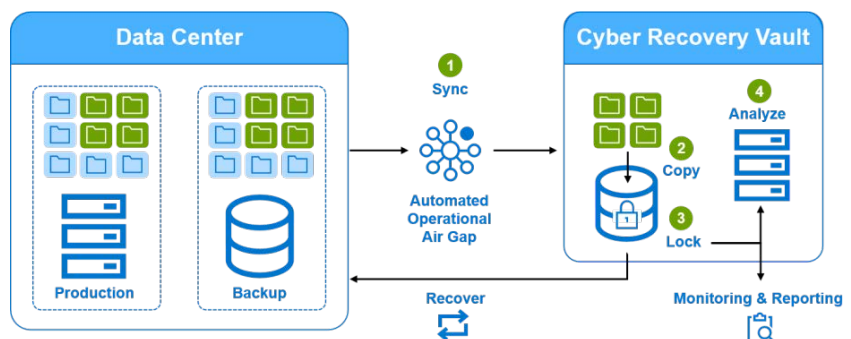 Data Center
Cyber Recovery Vault
1
Sync
4
Analyze
2
Copy
Automated
Operational
Air Gap
1
3
Lock
Production
Backup
Recover
Monitoring & Reporting